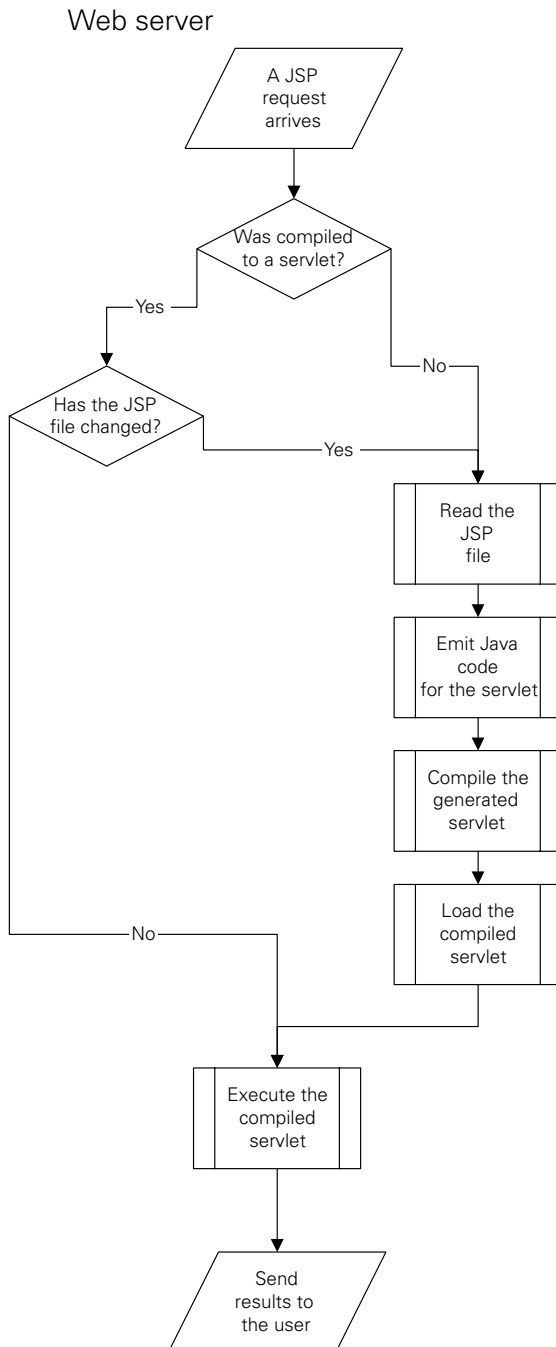 Web server
A JSP
request
arrives
Was compiled
to a servlet?
Yes
No
Has the JSP
file changed?
Yes
Read the
JSP
file
Emit Java
code
for the servlet
Compile the
generated
servlet
Load the
compiled
servlet
No
Execute the
compiled
servlet
Send
results to
the user